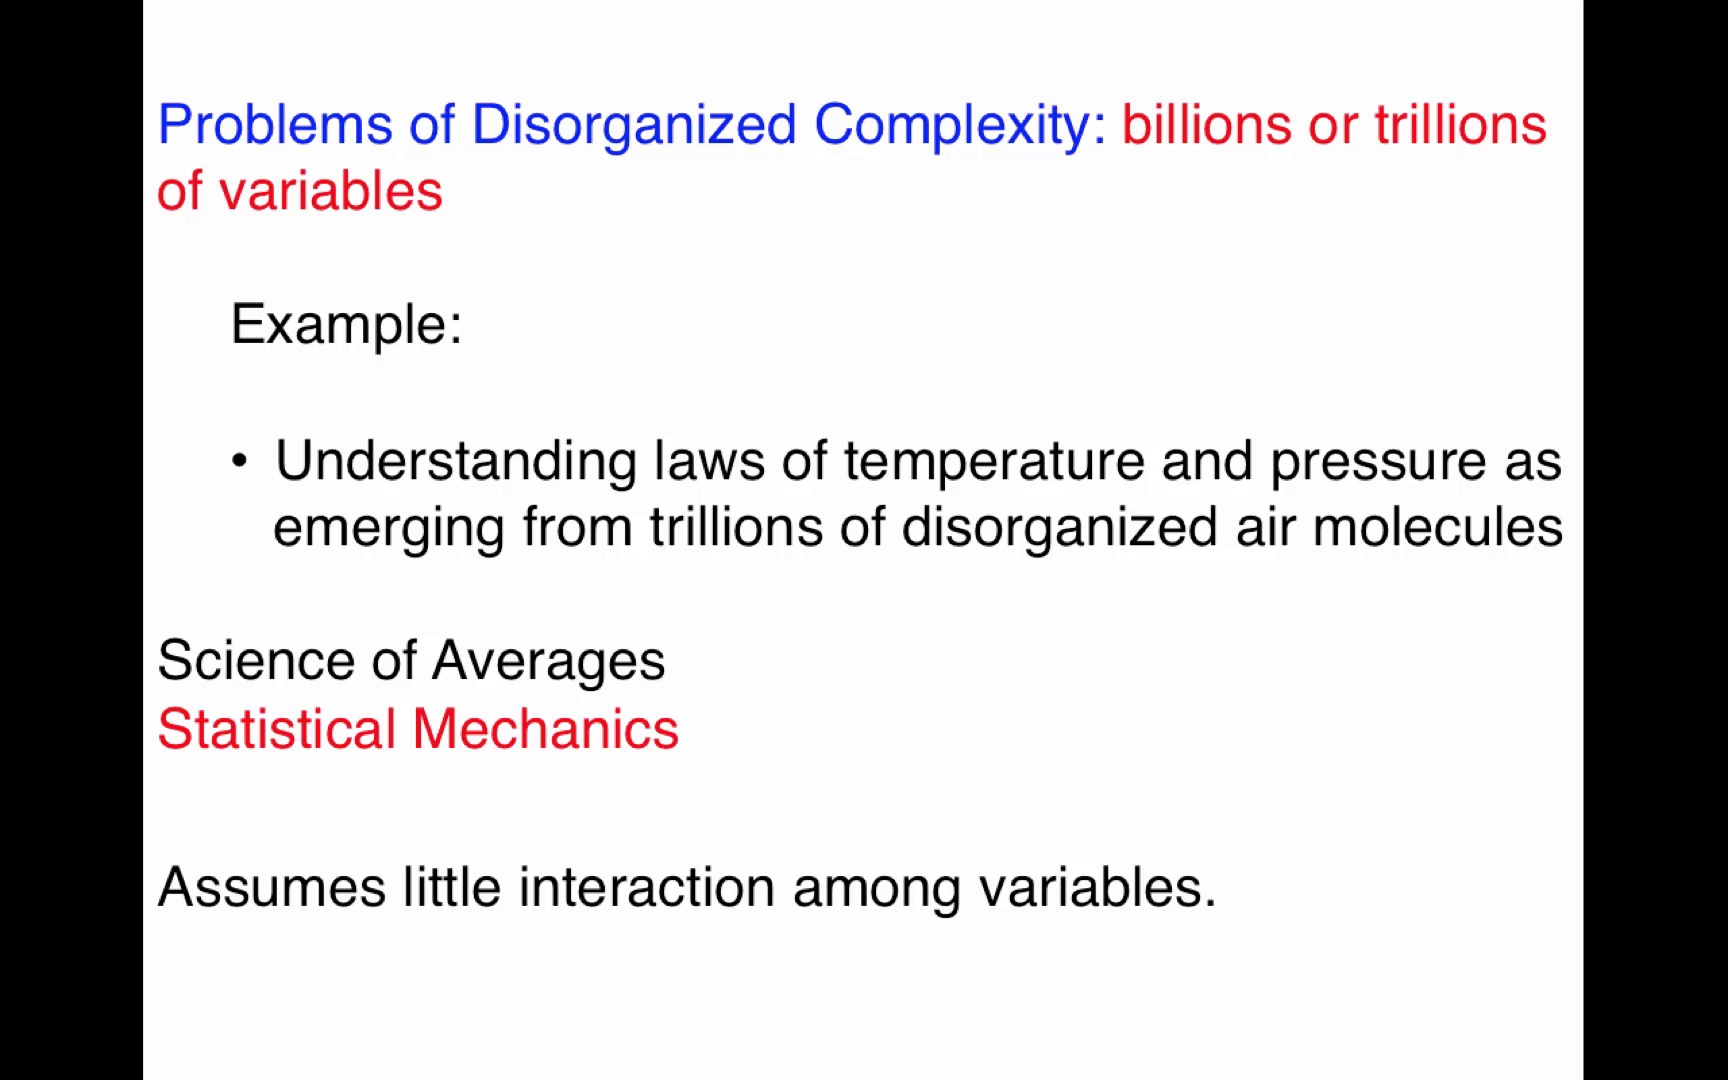 Problems of Disorganized Complexity: billions or trillions
of variables
Example:
• Understanding laws of temperature and pressure as
emerging from trillions of disorganized air molecules
Science of Averages
Statistical Mechanics
Assumes little interaction among variables.